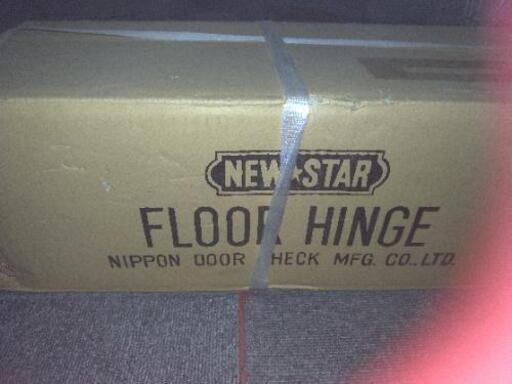 NEW★STAR
FLOOR HINGE
NIPPON DOOR CHECK MFG. CO., LTD.